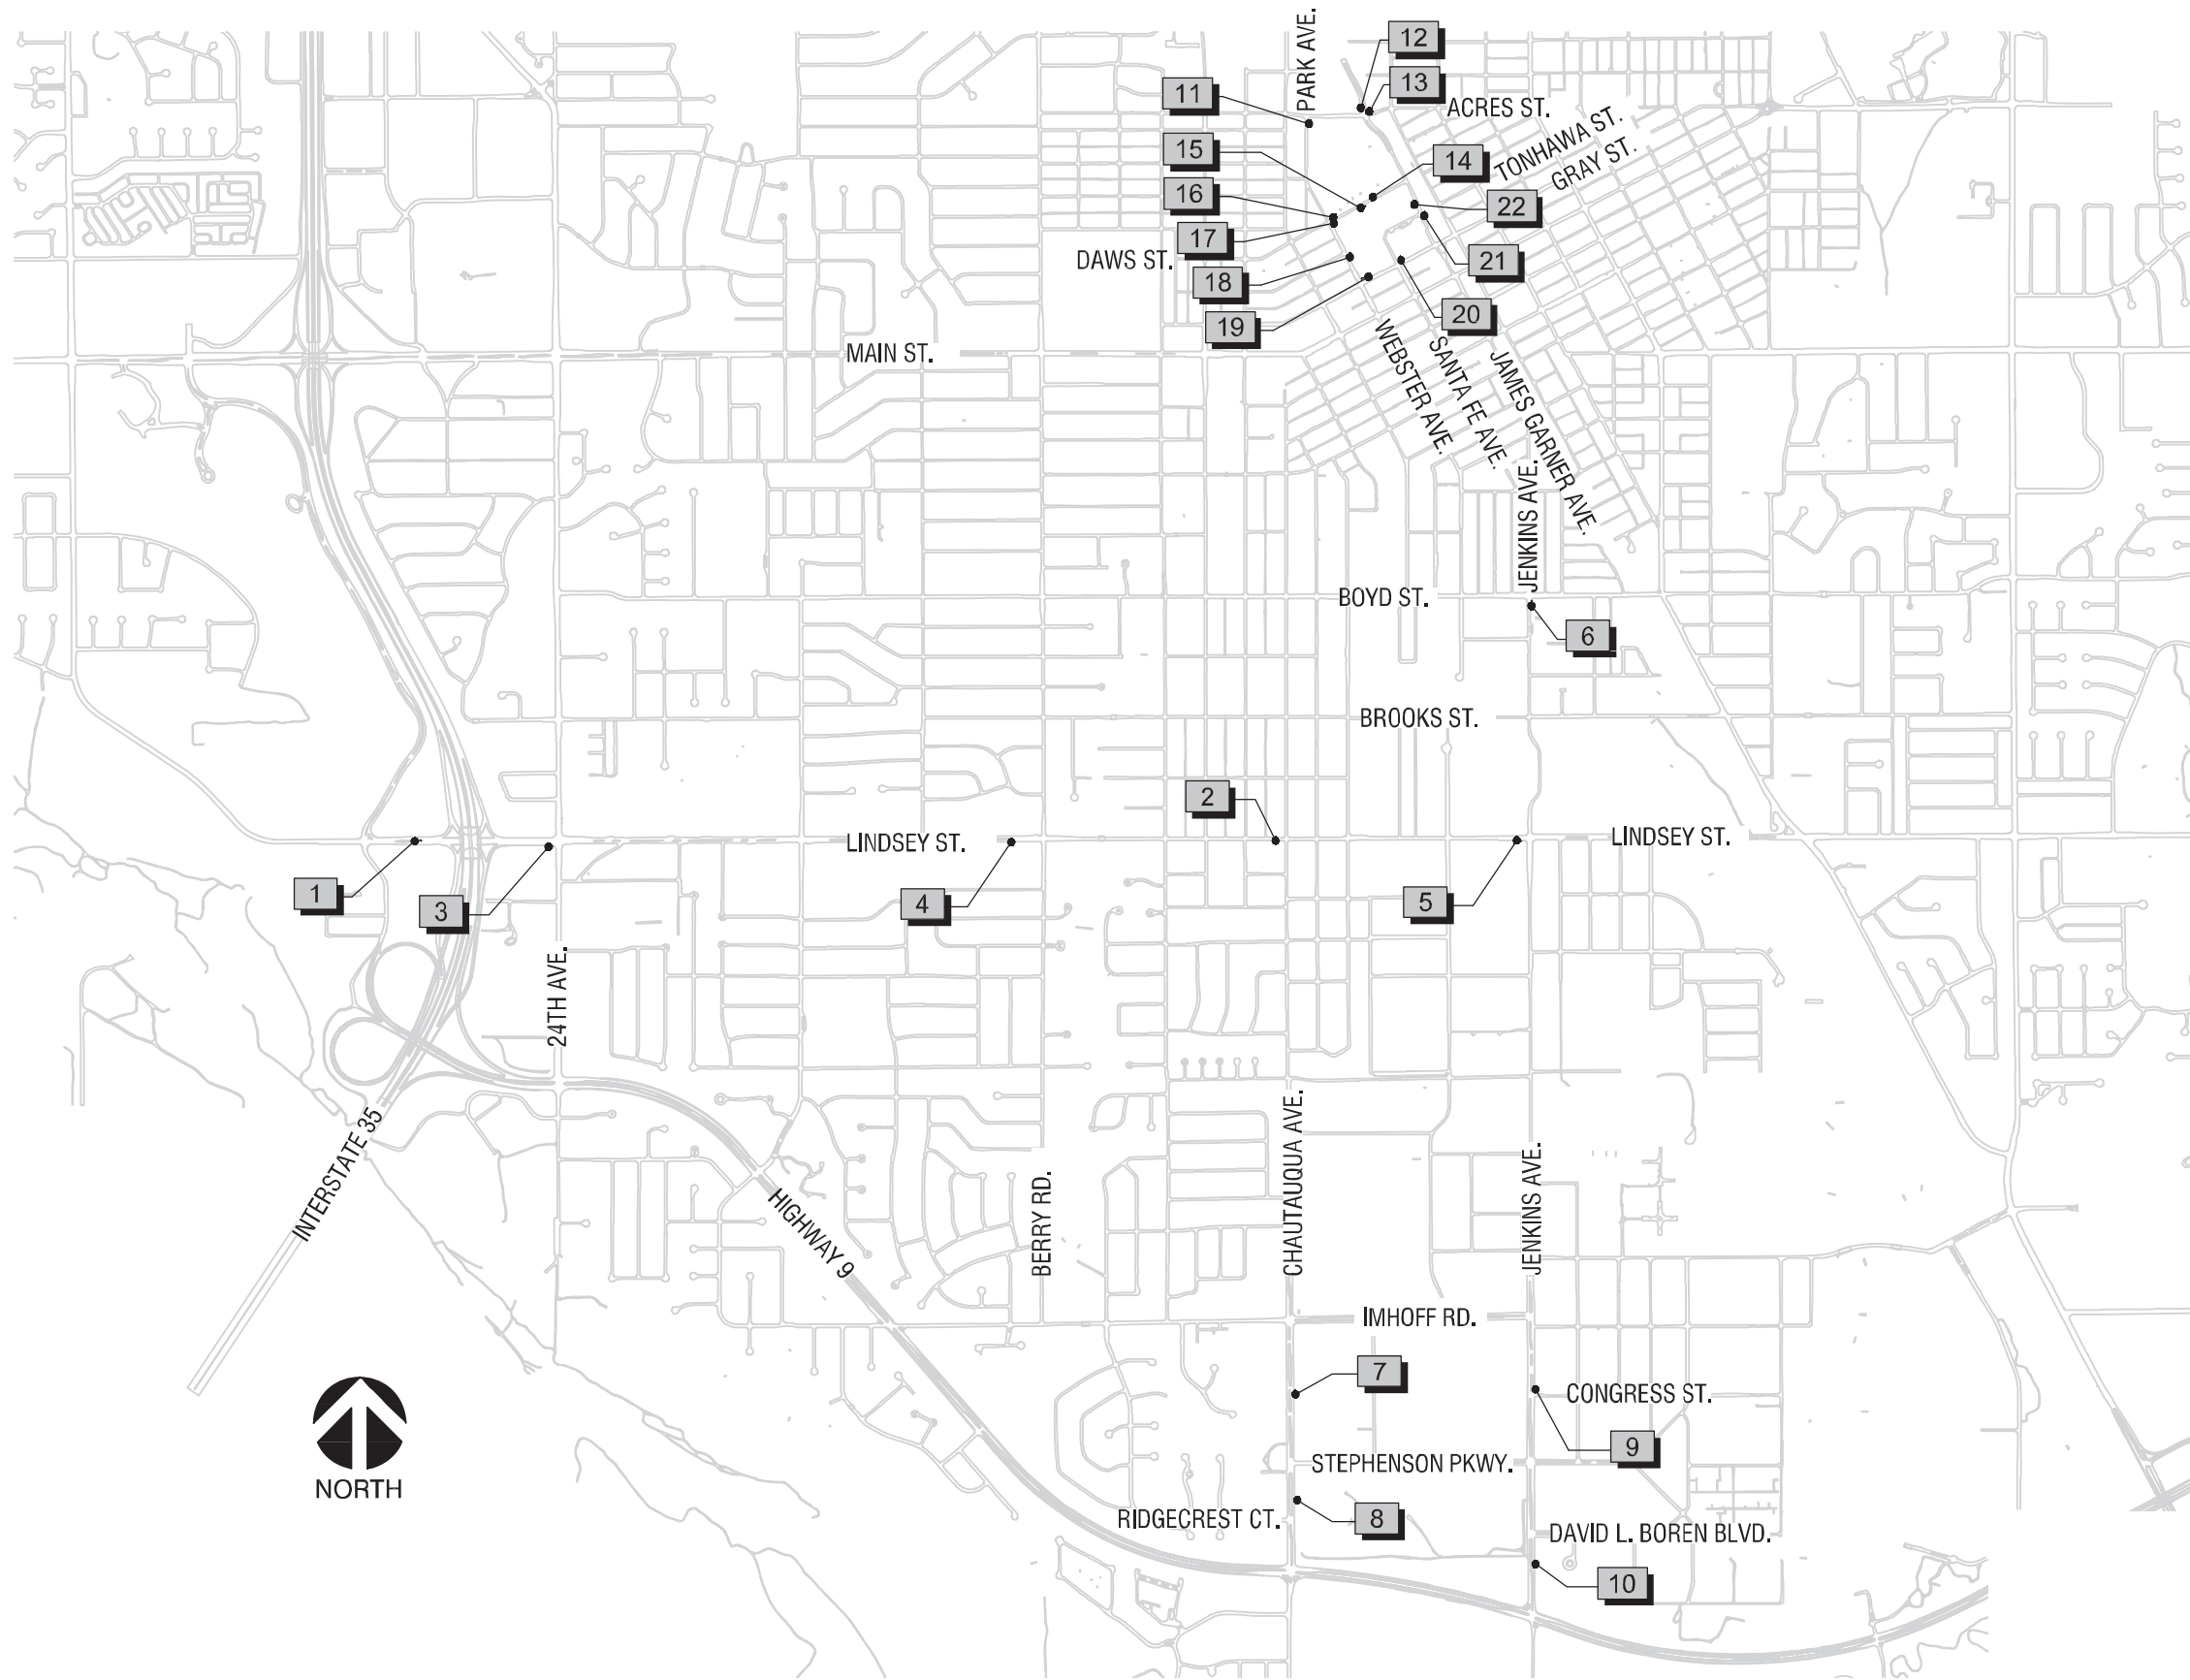 PARK AVE.
12
13
11
ACRES ST.
TONHAWA ST.
GRAY ST.
15
14
16
22
17
DAWS ST.
21
18
20
19
MAIN ST.
WEBSTER AVE.
SANTA FE AVE.
JAMES GARNER AVE.
JENKINS AVE.
BOYD ST.
6
BROOKS ST.
2
LINDSEY ST.
LINDSEY ST.
1
3
4
5
24TH AVE.
INTERSTATE 35
HIGHWAY 9
BERRY RD.
CHAUTAUQUA AVE.
JENKINS AVE.
IMHOFF RD.
7
CONGRESS ST.
9
STEPHENSON PKWY.
NORTH
RIDGECREST CT.
8
DAVID L. BOREN BLVD.
10